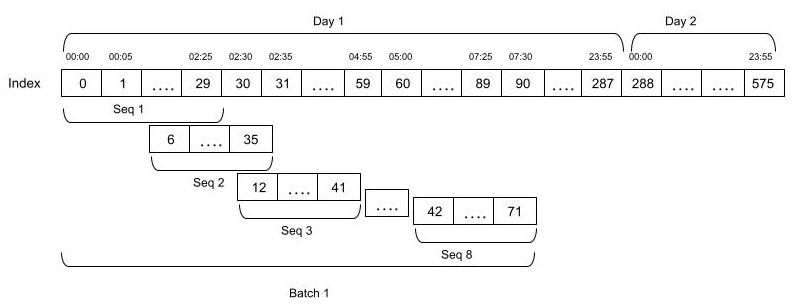 Day 1 Day 2
00:00 00:05 02:25 02:30 02:35 04:55 05:00 07:25 07:30 23:55 00:00 23:55
Index 0 1 .... 29 30 31 .... 59 60 .... 89 90 .... 287 288 .... .... 575
Seq 1
6 .... 35
Seq 2
12 .... 41
....
42 .... 71
Seq 3
Seq 8
Batch 1